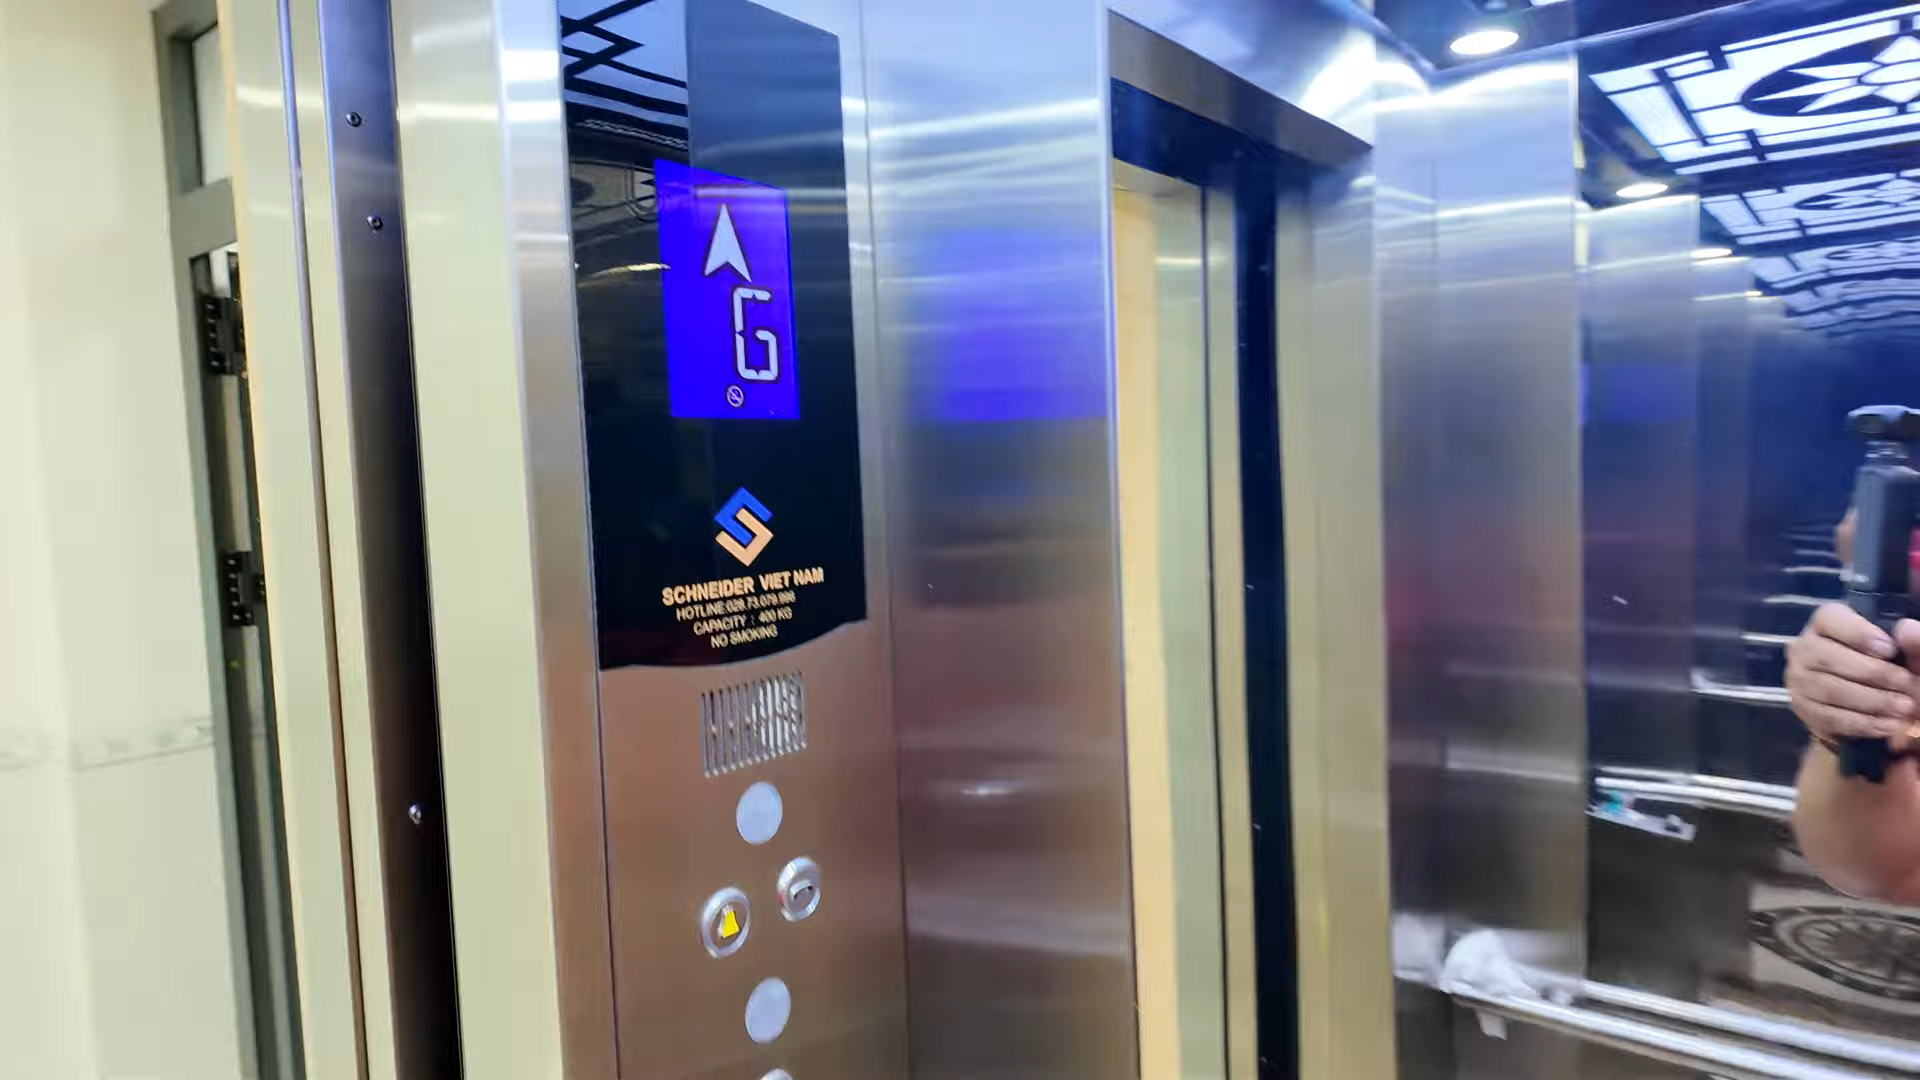 G
SCHNEIDER VIET NAM
HOTLINE:028.73.079.996
CAPACITY : 400 KG
NO SMOKING